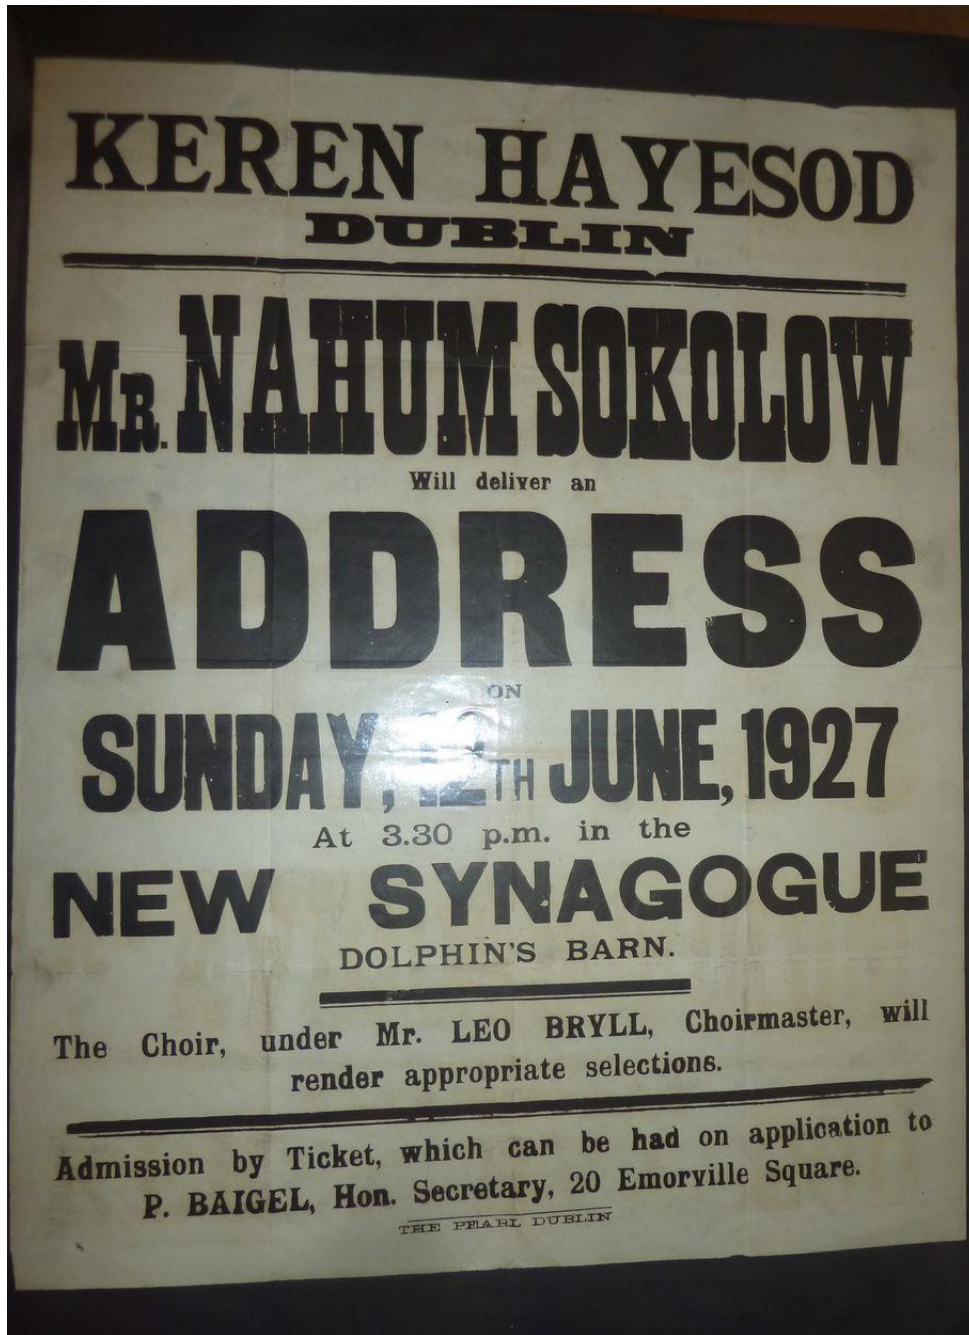 KEREN HAYESOD
DUBLIN
MR. NAHUM SOKOLOW
Will deliver an
ADDRESS
ON
SUNDAY, 12TH JUNE, 1927
At 3.30 p.m. in the
NEW SYNAGOGUE
DOLPHIN'S BARN.
The Choir, under Mr. LEO BRYLL, Choirmaster, will
render appropriate selections.
Admission by Ticket, which can be had on application to
P. BAIGEL, Hon. Secretary, 20 Emorville Square.
THE PEARL DUBLIN